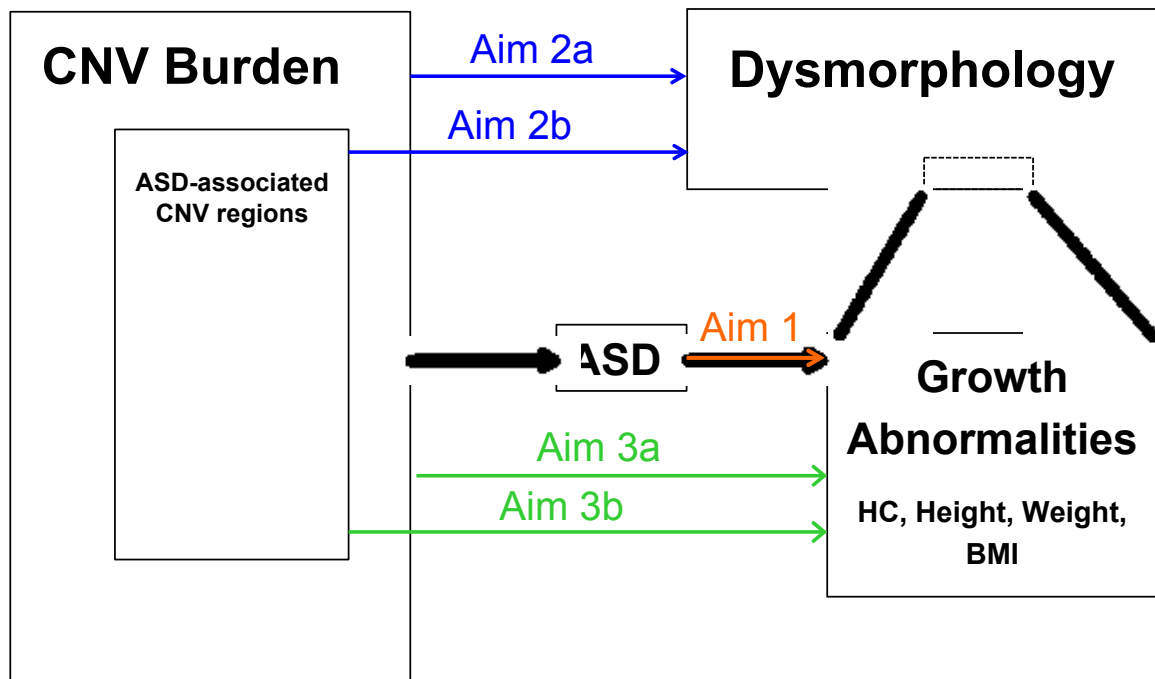 CNV Burden
ASD-associated
CNV regions
Aim 2a
Aim 2b
Dysmorphology
ASD
Aim 1
Aim 3a
Aim 3b
Growth
Abnormalities
HC, Height, Weight,
BMI